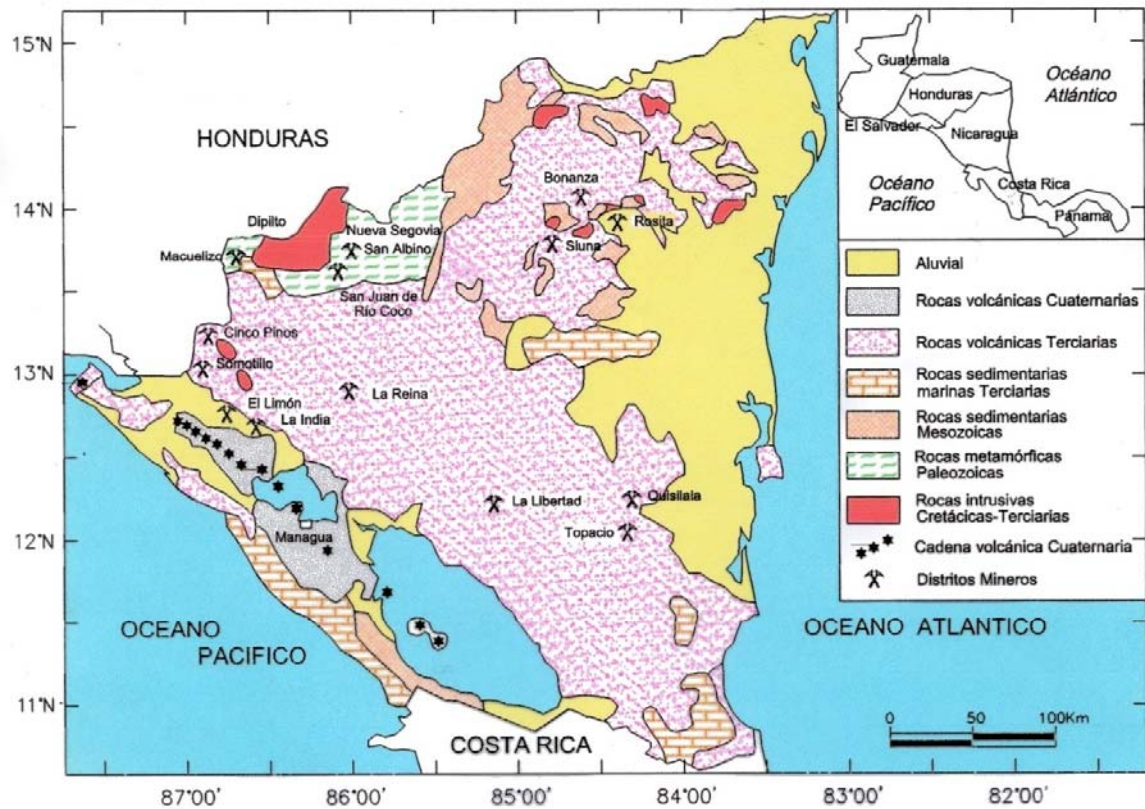 15°N
14°N
13°N
12°N
11°N
HONDURAS
Dipilto
Nueva Segovia
San Albino
Macuelizo
San Juan de
Río Coco
Bonanza
Rosita
Siuna
Cinco Pinos
Somotillo
El Limón
La India
La Reina
La Libertad
Quisilala
Topacio
Managua
OCEANO
PACIFICO
COSTA RICA
OCEANO ATLANTICO
0 50 100Km
87°00' 86°00' 85°00' 84°00' 83°00' 82°00'
Guatemala
Océano
Atlántico
Honduras
El Salvador
Nicaragua
Océano
Pacífico
Costa Rica
Panama
Aluvial
Rocas volcánicas Cuaternarias
Rocas volcánicas Terciarias
Rocas sedimentarias
marinas Terciarias
Rocas sedimentarias
Mesozoicas
Rocas metamórficas
Paleozoicas
Rocas intrusivas
Cretácicas-Terciarias
Cadena volcánica Cuaternaria
Distritos Mineros